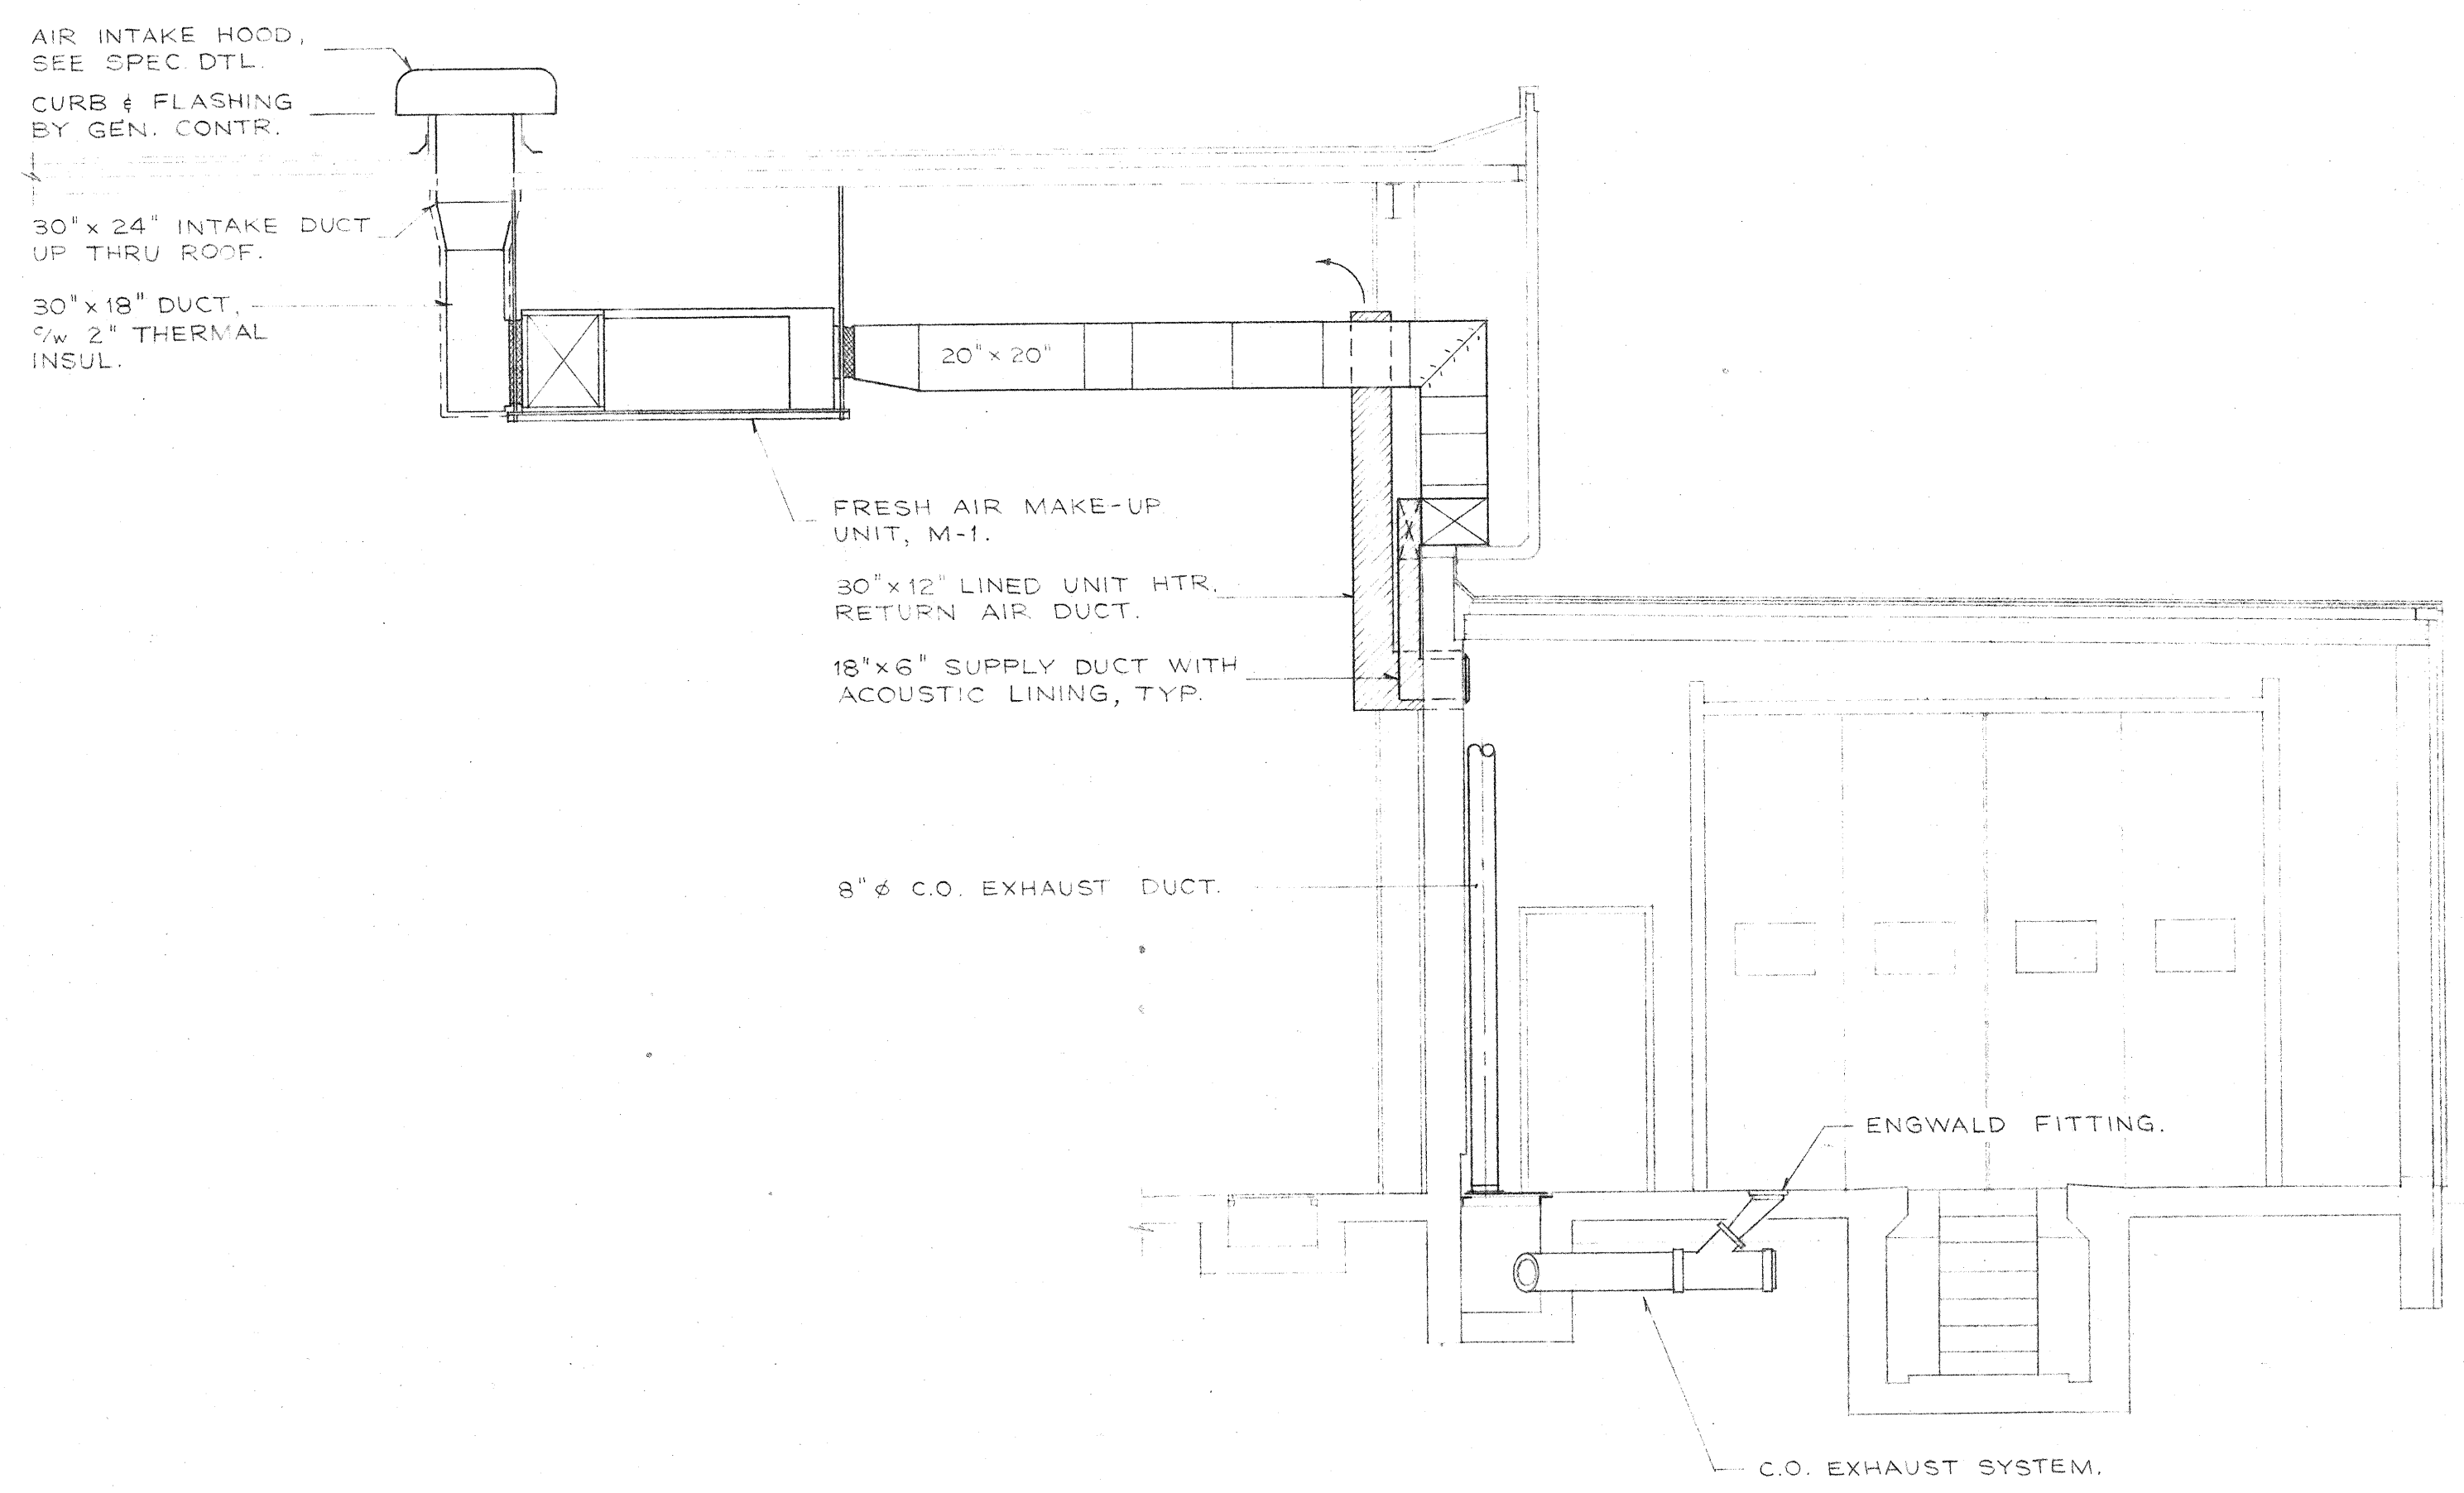 AIR INTAKE HOOD,
SEE SPEC. DTL.
CURB & FLASHING
BY GEN. CONTR.
30" x 24" INTAKE DUCT
UP THRU ROOF.
30" x 18" DUCT,
c/w 2" THERMAL
INSUL.
20" x 20"
FRESH AIR MAKE-UP
UNIT, M-1.
30" x 12" LINED UNIT HTR.
RETURN AIR DUCT.
18" x 6" SUPPLY DUCT WITH
ACOUSTIC LINING, TYP.
8" ϕ C.O. EXHAUST DUCT.
ENGWALD FITTING.
C.O. EXHAUST SYSTEM.